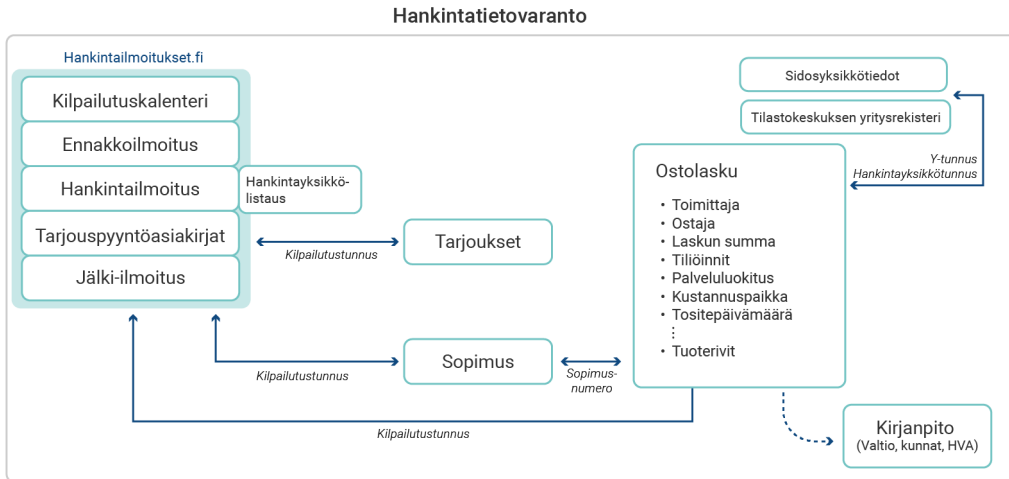 Hankintatietovaranto
Hankintailmoitukset.fi
Kilpailutuskalenteri
Ennakkoilmoitus
Hankintailmoitus
Tarjouspyyntöasiakirjat
Jälki-ilmoitus
Hankintayksikkö-
listaus
Kilpailutustunnus
Tarjoukset
Kilpailutustunnus
Sopimus
Sopimus-
numero
Kilpailutustunnus
Sidosyksikkötiedot
Tilastokeskuksen yritysrekisteri
Y-tunnus
Hankintayksikkötunnus
Ostolasku
• Toimittaja
• Ostaja
• Laskun summa
• Tiliöinnit
• Palveluluokitus
• Kustannuspaikka
• Tositepäivämäärä
⋮
• Tuoterivit
Kirjanpito
(Valtio, kunnat, HVA)